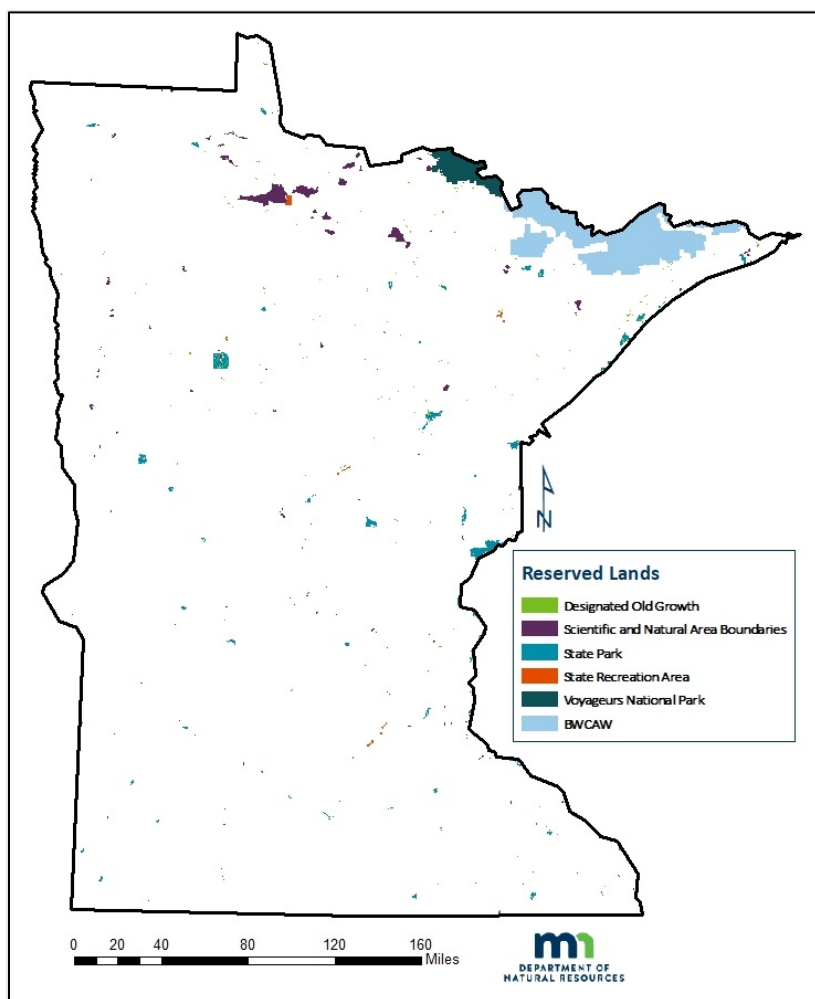 N
Reserved Lands
Designated Old Growth
Scientific and Natural Area Boundaries
State Park
State Recreation Area
Voyageurs National Park
BWCAW
0 20 40 80 120 160
Miles
mn
DEPARTMENT OF
NATURAL RESOURCES